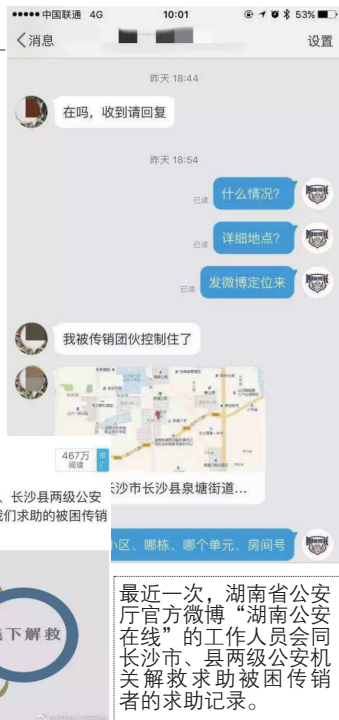 中国联通 4G 10:01 53%
消息 设置
昨天 18:44
在吗，收到请回复
昨天 18:54
已读 什么情况？
已读 详细地点？
已读 发微博定位来
我被传销团伙控制住了
467万
阅读
推广
长沙市长沙县泉塘街道...
、长沙县两级公安
我们求助的被困传销
小区、哪栋、哪个单元、房间号
下解救
最近一次，湖南省公安
厅官方微博“湖南公安
在线”的工作人员会同
长沙市、县两级公安机
关解救求助被困传销
者的求助记录。